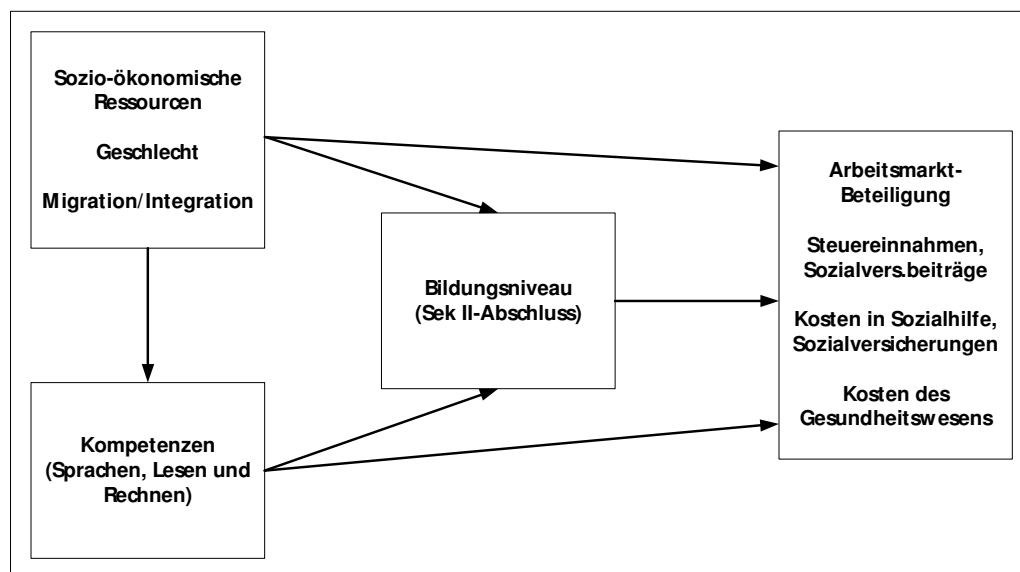 Sozio-ökonomische
Ressourcen
Geschlecht
Migration/Integration
Kompetenzen
(Sprachen, Lesen und
Rechnen)
Bildungsniveau
(Sek II-Abschluss)
Arbeitsmarkt-
Beteiligung
Steuereinnahmen,
Sozialvers.beiträge
Kosten in Sozialhilfe,
Sozialversicherungen
Kosten des
Gesundheitswesens